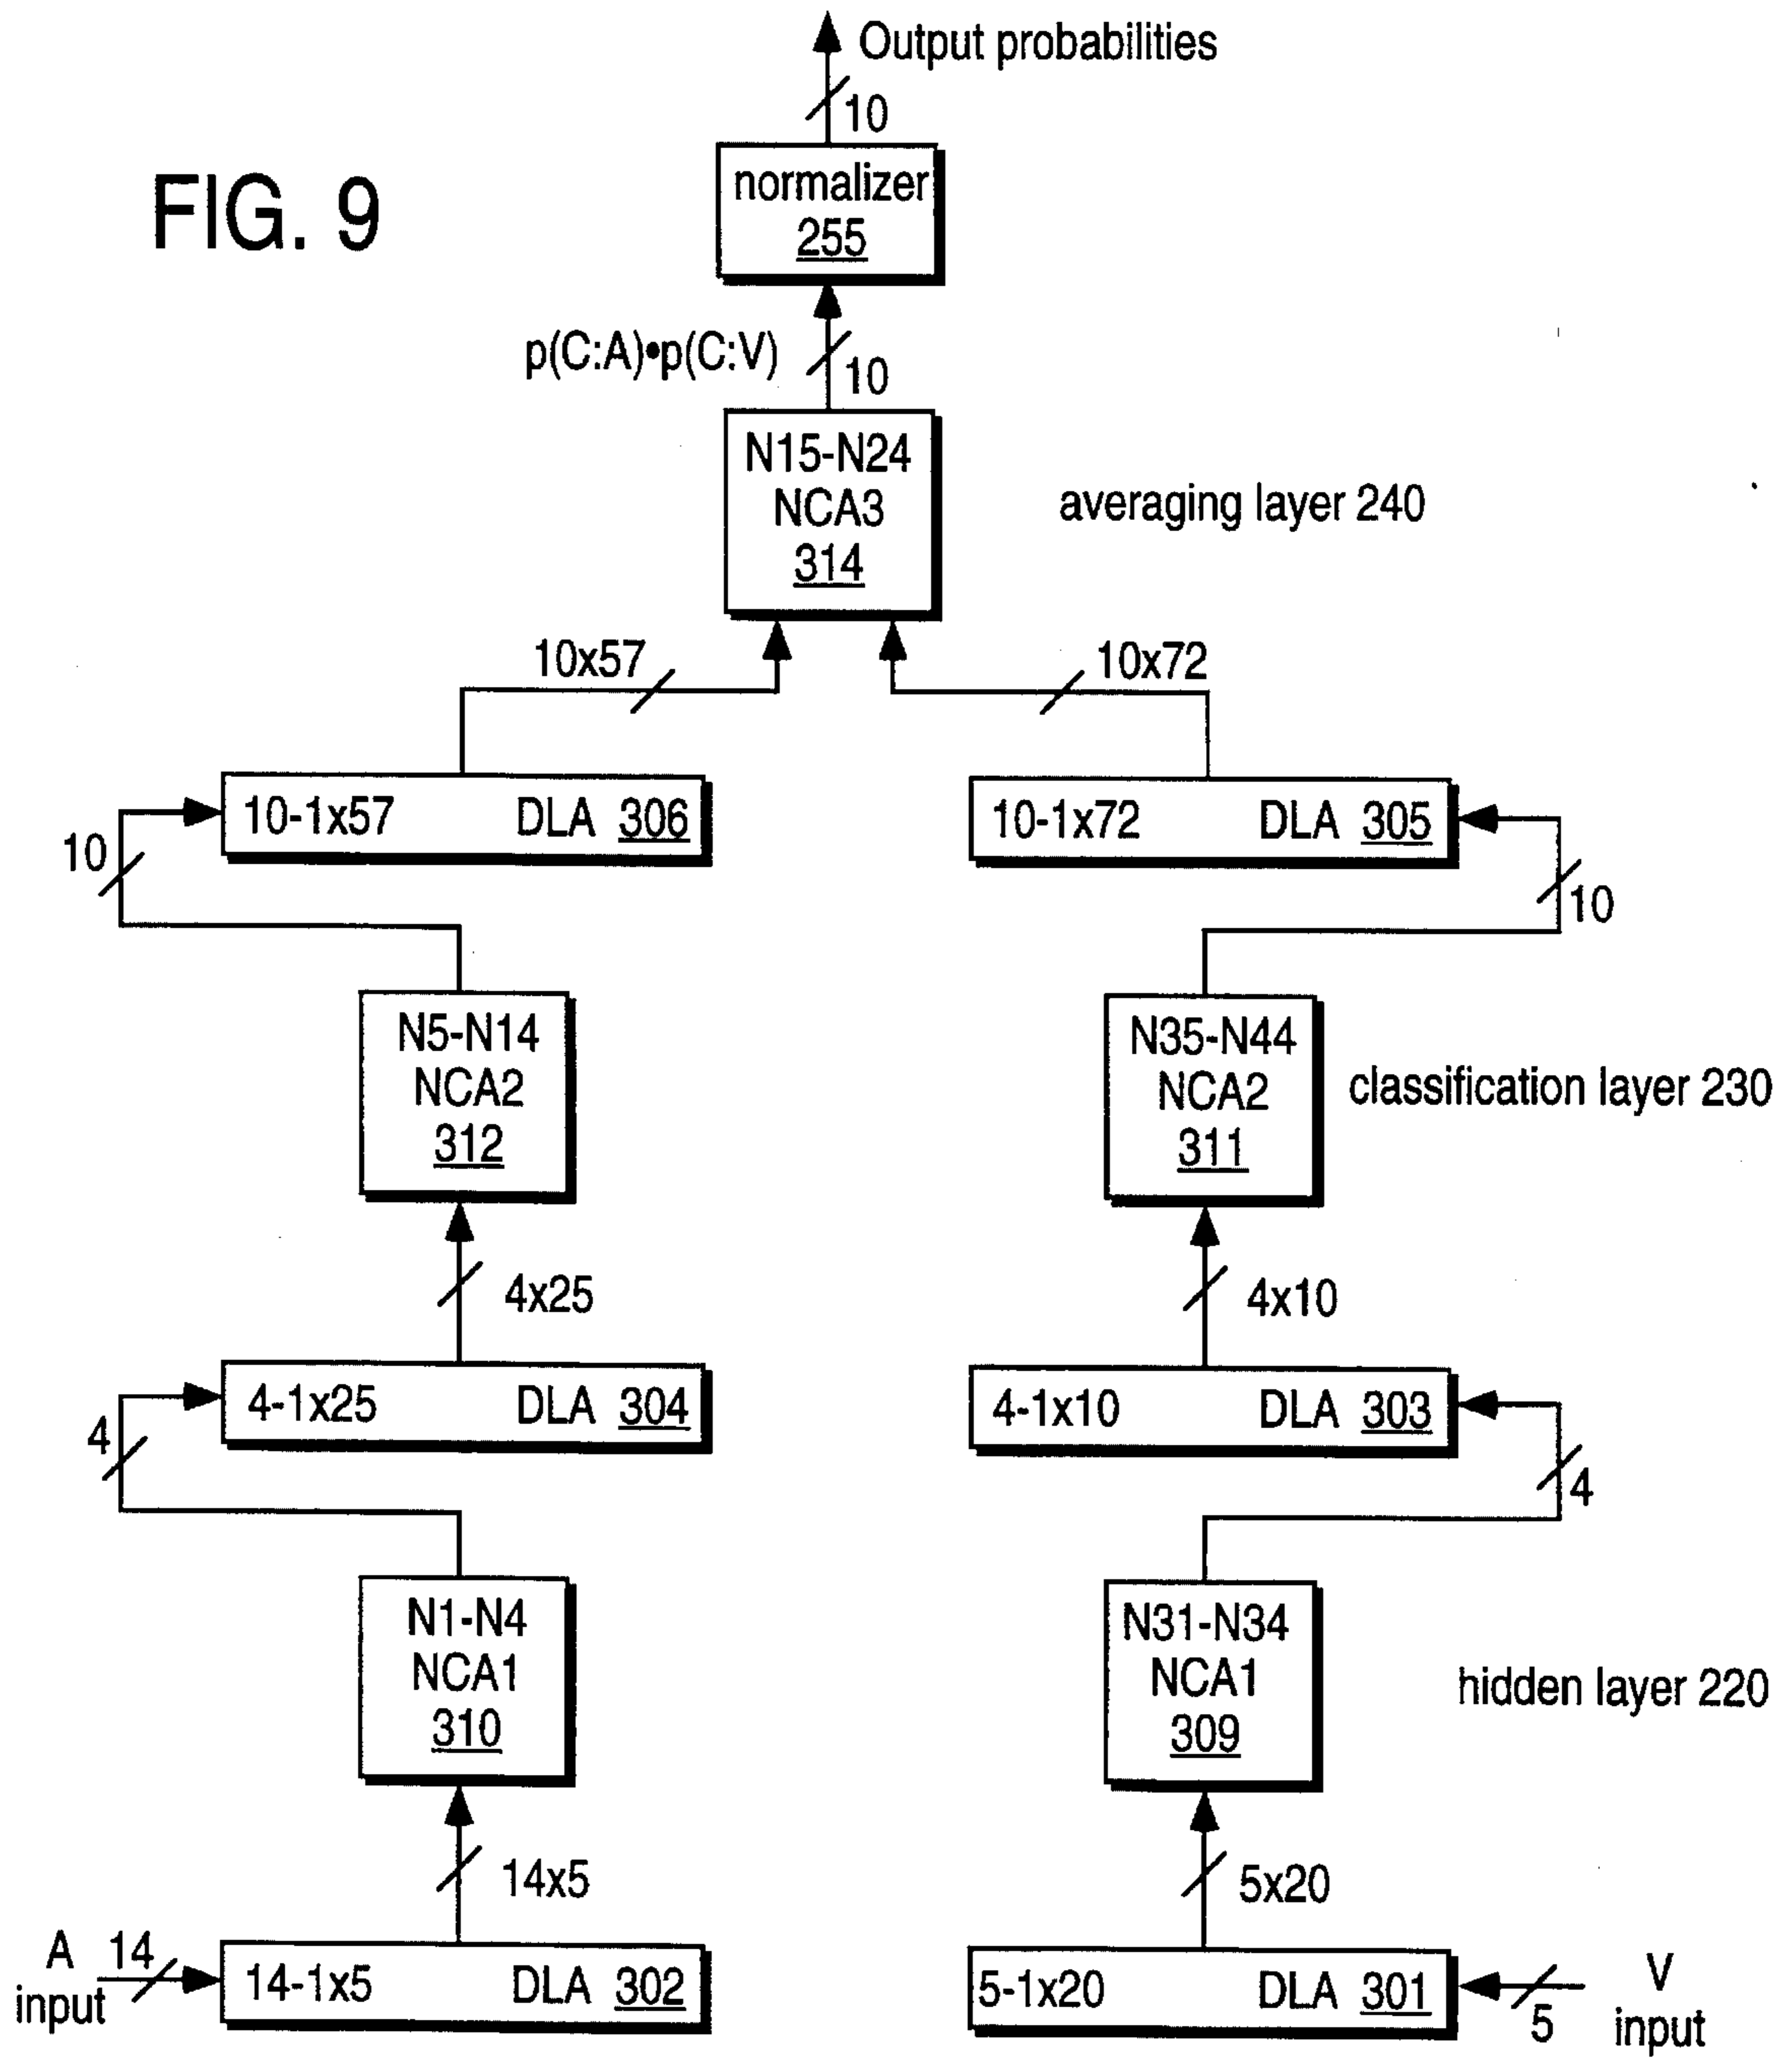 Output probabilities
10
FIG. 9
normalizer
255
p(C:A)•p(C:V)
10
N15-N24
NCA3
314
averaging layer 240
10x57
10x72
10-1x57 DLA 306
10-1x72 DLA 305
10
10
N5-N14
NCA2
312
N35-N44
NCA2
311
classification layer 230
4x25
4x10
4-1x25 DLA 304
4-1x10 DLA 303
4
4
N1-N4
NCA1
310
N31-N34
NCA1
309
hidden layer 220
14x5
5x20
A
input
14
14-1x5 DLA 302
5-1x20 DLA 301
5
V
input